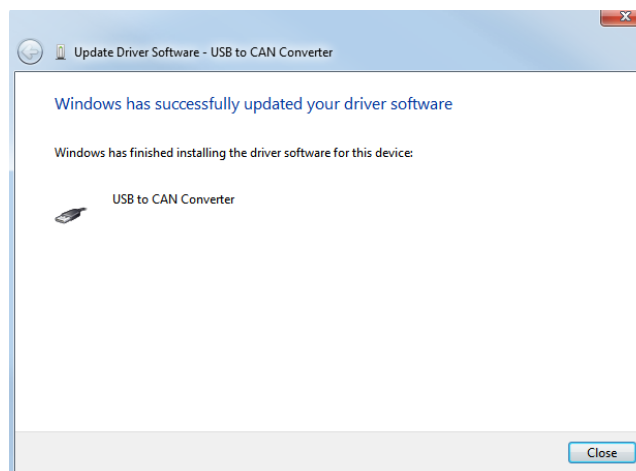 Update Driver Software - USB to CAN Converter
Windows has successfully updated your driver software
Windows has finished installing the driver software for this device:
USB to CAN Converter
Close